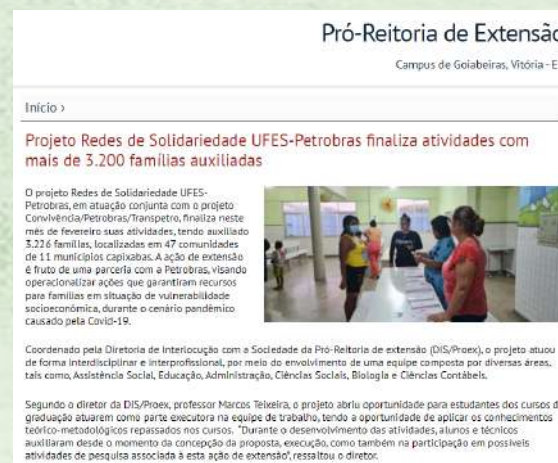 Pró-Reitoria de Extensão
Campus de Goiabeiras, Vitória - E
Início ›
Projeto Redes de Solidariedade UFES-Petrobras finaliza atividades com
mais de 3.200 famílias auxiliadas
O projeto Redes de Solidariedade UFES-
Petrobras, em atuação conjunta com o projeto
Convivência/Petrobras/Transpetro, finaliza neste
mês de fevereiro suas atividades, tendo auxiliado
3.226 famílias, localizadas em 47 comunidades
de 11 municípios capixabas. A ação de extensão
é fruto de uma parceria com a Petrobras, visando
operacionalizar ações que garantiram recursos
para famílias em situação de vulnerabilidade
socioeconômica, durante o cenário pandêmico
causado pela Covid-19.
Coordenado pela Diretoria de Interlocução com a Sociedade da Pró-Reitoria de extensão (DIS/Proex), o projeto atuou
de forma interdisciplinar e interprofissional, por meio do envolvimento de uma equipe composta por diversas áreas,
tais como, Assistência Social, Educação, Administração, Ciências Sociais, Biologia e Ciências Contábeis.
Segundo o diretor da DIS/Proex, professor Marcos Teixeira, o projeto abriu oportunidade para estudantes dos cursos d
graduação atuarem como parte executora na equipe de trabalho, tendo a oportunidade de aplicar os conhecimentos
teórico-metodológicos repassados nos cursos. "Durante o desenvolvimento das atividades, alunos e técnicos
auxiliaram desde o momento da concepção da proposta, execução, como também na participação em possíveis
atividades de pesquisa associada à esta ação de extensão", ressaltou o diretor.